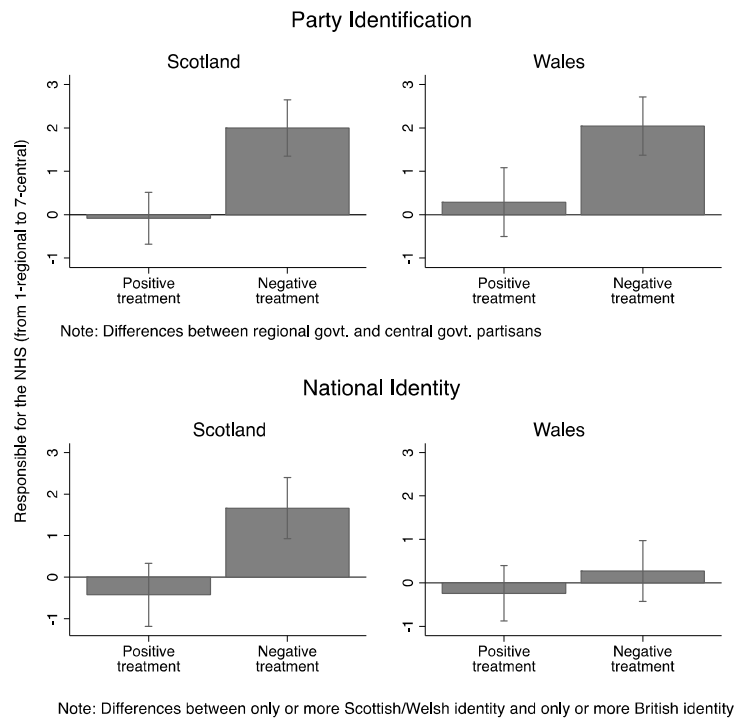 Party Identification
Scotland
Wales
Responsible for the NHS (from 1-regional to 7-central)
3
2
1
0
-1
Positive
treatment
Negative
treatment
3
2
1
0
-1
Positive
treatment
Negative
treatment
Note: Differences between regional govt. and central govt. partisans
National Identity
Scotland
Wales
3
2
1
0
-1
Positive
treatment
Negative
treatment
3
2
1
0
-1
Positive
treatment
Negative
treatment
Note: Differences between only or more Scottish/Welsh identity and only or more British identity